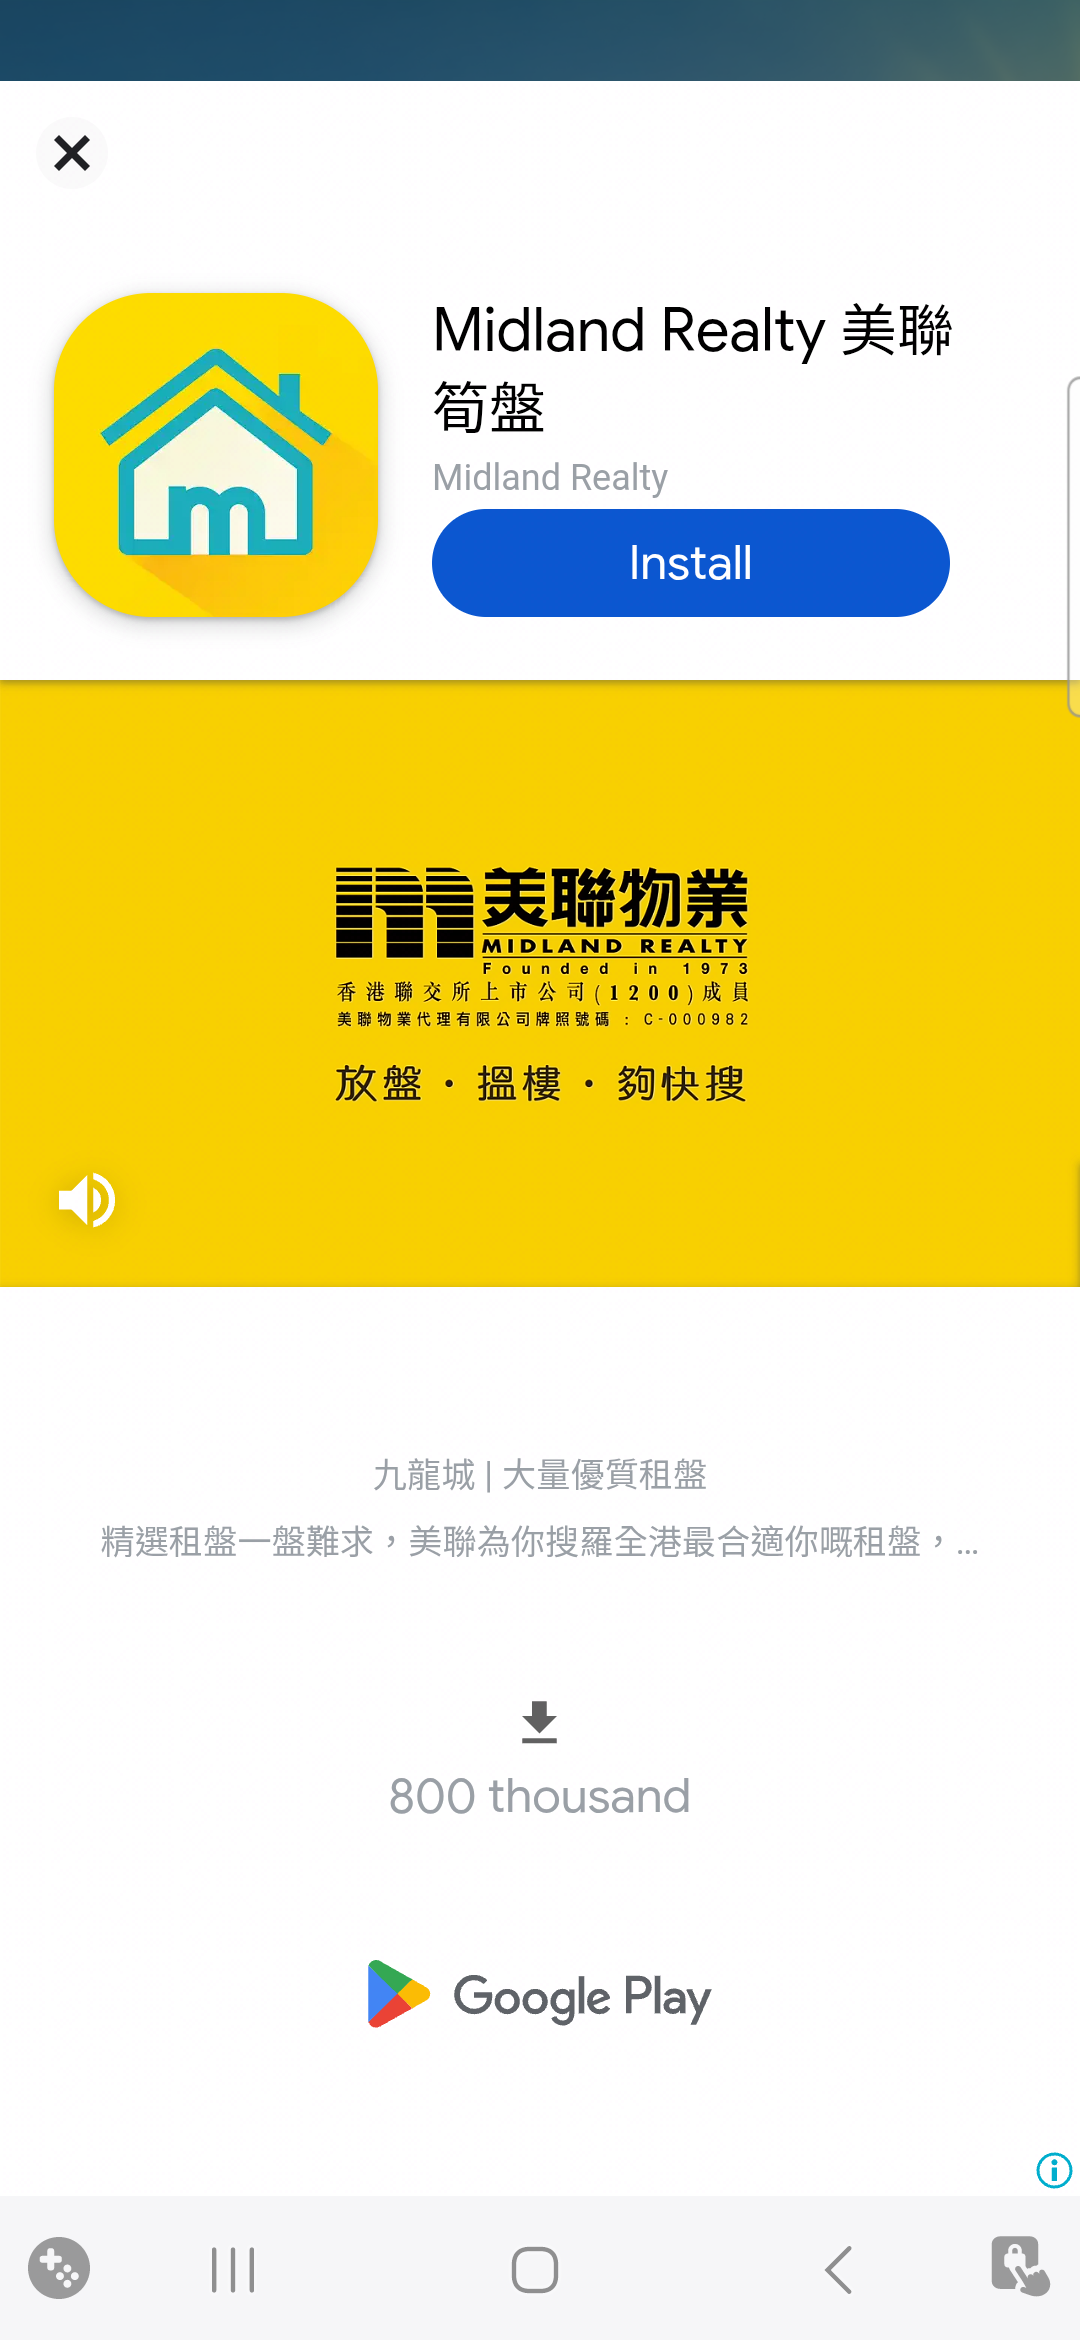 Midland Realty 美聯
筍盤
Midland Realty
Install
美聯物業
MIDLAND REALTY
Founded in 1973
香港聯交所上市公司(1200)成員
美聯物業代理有限公司牌照號碼 : C-000982
放盤・搵樓・夠快搜
九龍城 | 大量優質租盤
精選租盤一盤難求，美聯為你搜羅全港最合適你嘅租盤，...
800 thousand
Google Play